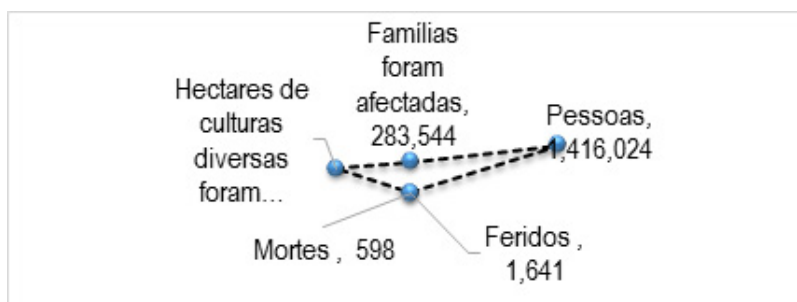 Famílias
foram
afectadas,
283,544
Hectares de
culturas
diversas
foram...
Pessoas,
1,416,024
Mortes , 598
Feridos ,
1,641